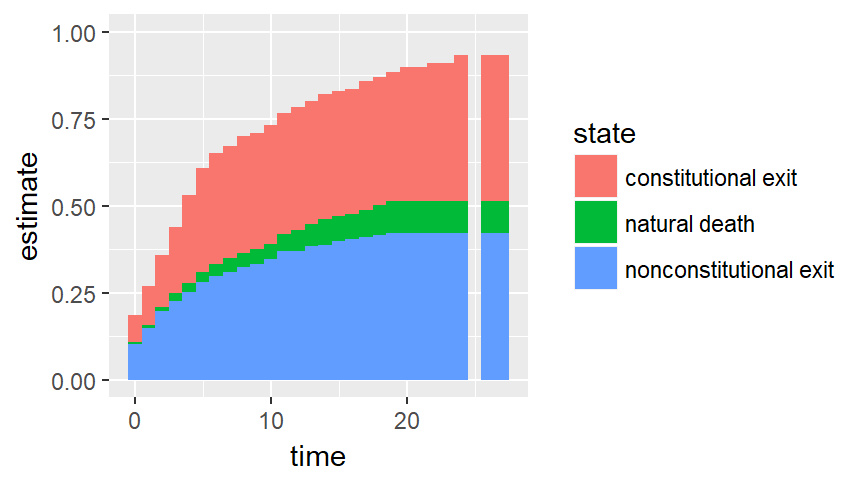 1.00
0.75
0.50
0.25
0.00
estimate
0 10 20
time
state
constitutional exit
natural death
nonconstitutional exit